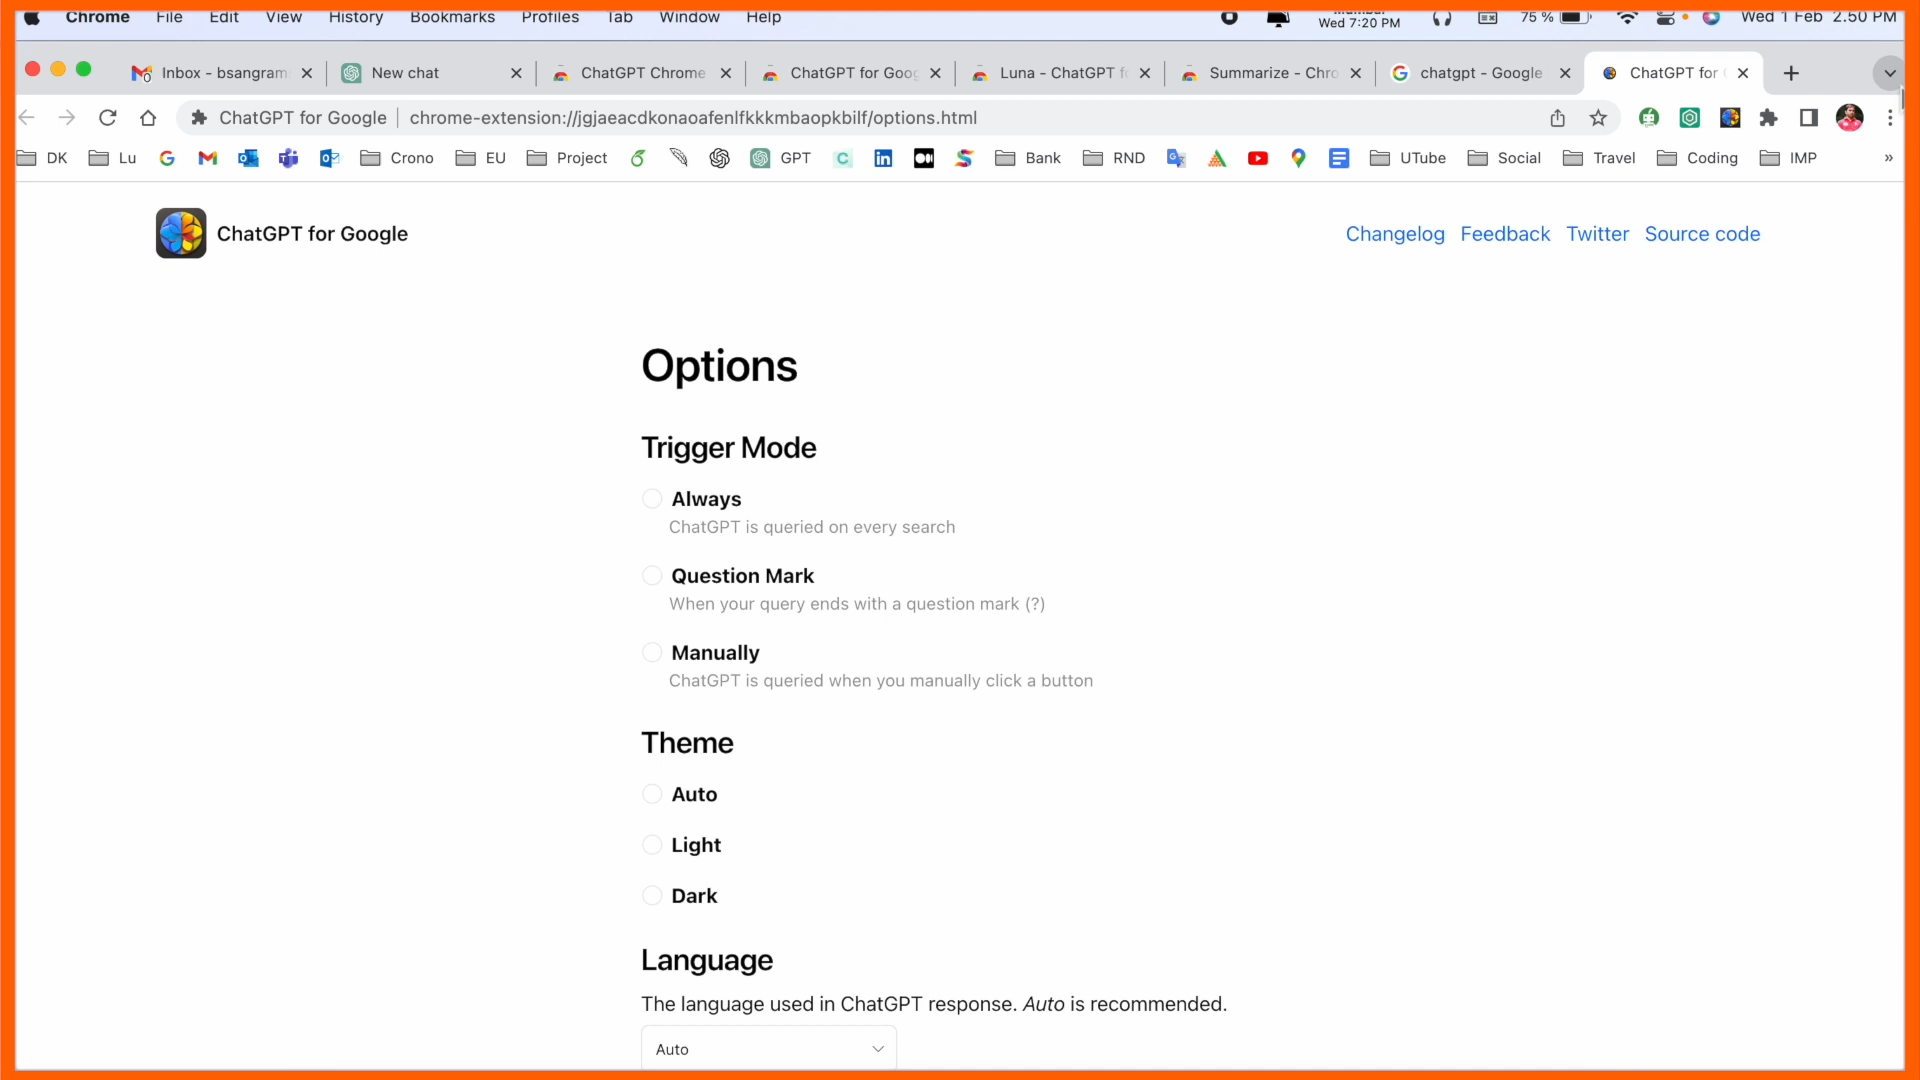 Chrome File Edit View History Bookmarks Profiles Tab Window Help Wed 7:20 PM 75 % Wed 1 Feb 2.50 PM
Inbox - bsangram New chat ChatGPT Chrome ChatGPT for Goog Luna - ChatGPT fo Summarize - Chro chatgpt - Google ChatGPT for
ChatGPT for Google chrome-extension://jgjaeacdkonaoafenlfkkkmbaopkbilf/options.html
DK Lu Crono EU Project GPT Bank RND UTube Social Travel Coding IMP »
ChatGPT for Google Changelog Feedback Twitter Source code
Options
Trigger Mode
Always
ChatGPT is queried on every search
Question Mark
When your query ends with a question mark (?)
Manually
ChatGPT is queried when you manually click a button
Theme
Auto
Light
Dark
Language
The language used in ChatGPT response. Auto is recommended.
Auto